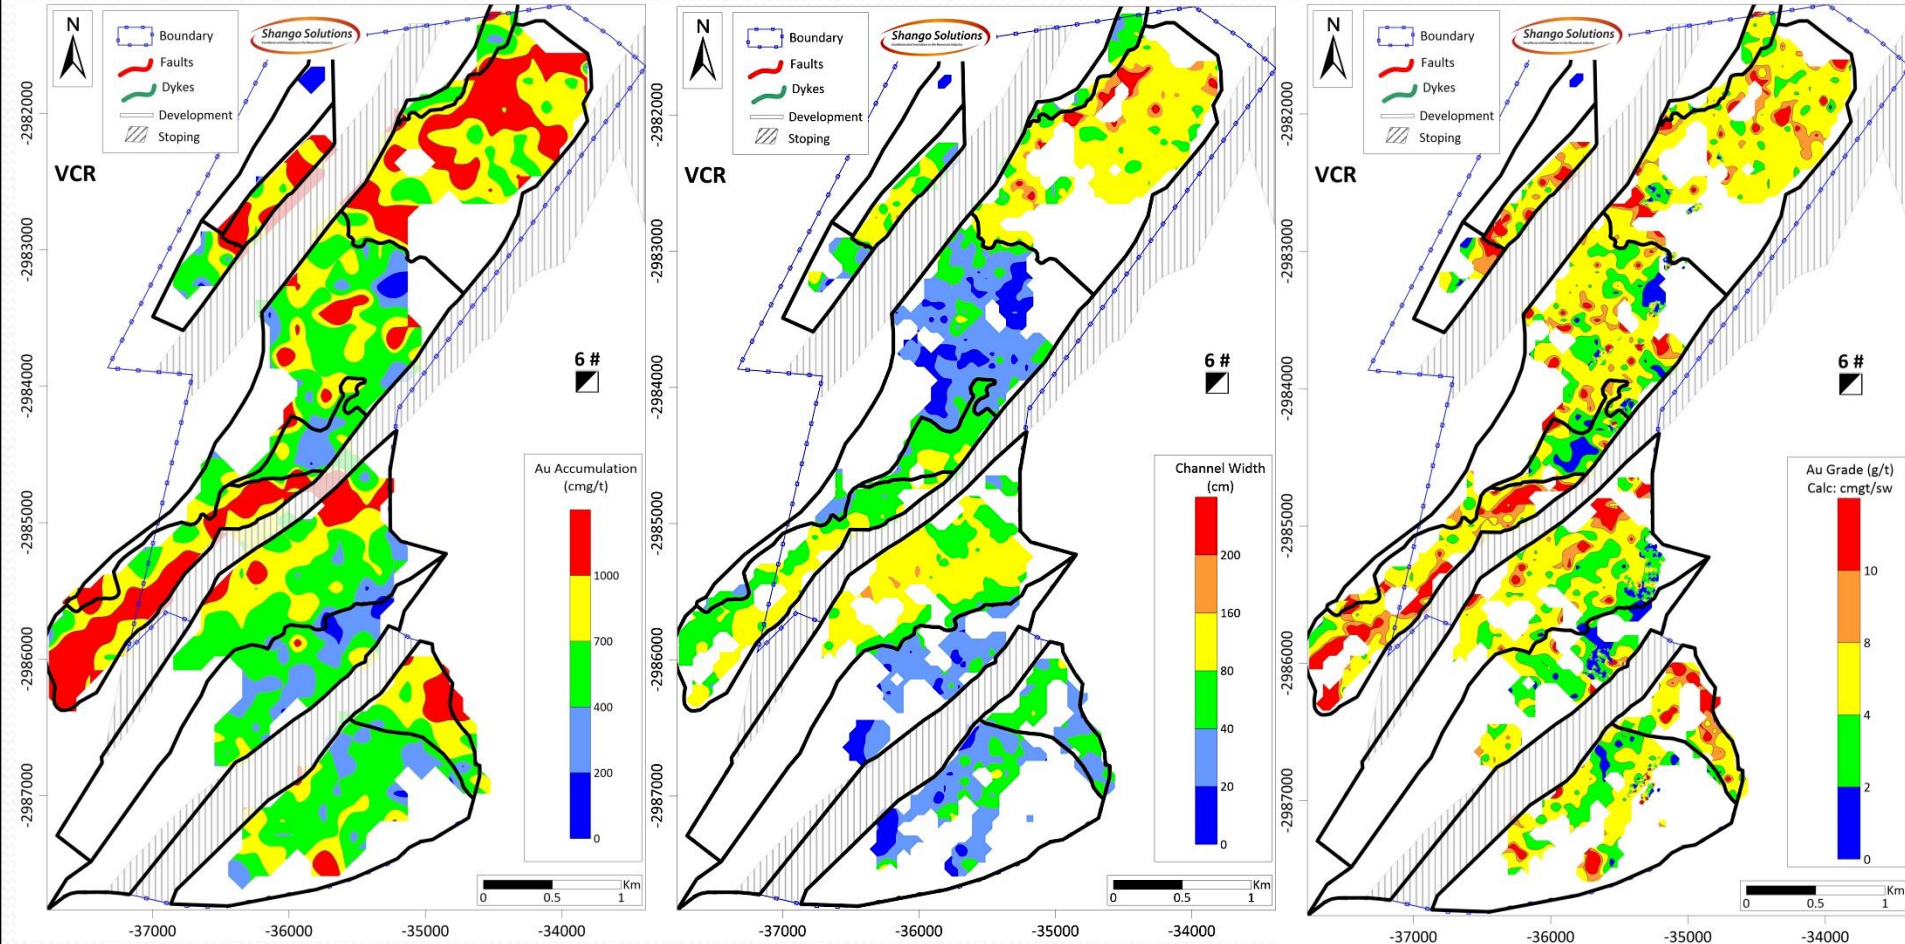 N
Boundary
Faults
Dykes
Development
Stoping
Shango Solutions
VCR
6 #
Au Accumulation
(cmg/t)
1000
700
400
200
0
Km
0 0.5 1
-2982000
-2983000
-2984000
-2985000
-2986000
-2987000
-37000 -36000 -35000 -34000
N
Boundary
Faults
Dykes
Development
Stoping
Shango Solutions
VCR
6 #
Channel Width
(cm)
200
160
80
40
20
0
Km
0 0.5 1
-2982000
-2983000
-2984000
-2985000
-2986000
-2987000
-37000 -36000 -35000 -34000
N
Boundary
Faults
Dykes
Development
Stoping
Shango Solutions
VCR
6 #
Au Grade (g/t)
Calc: cmgt/sw
10
8
4
2
0
Km
0 0.5 1
-2982000
-2983000
-2984000
-2985000
-2986000
-2987000
-37000 -36000 -35000 -34000